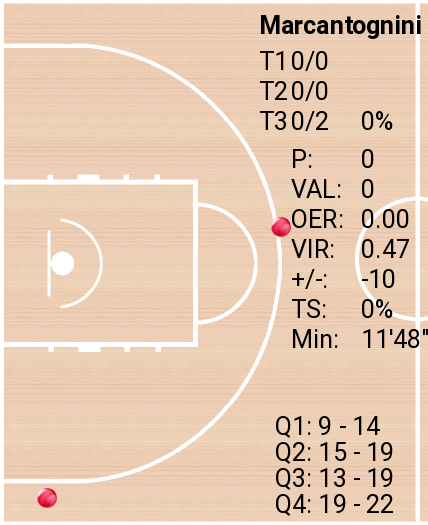 Marcantognini
T1 0/0
T2 0/0
T3 0/2 0%
P: 0
VAL: 0
OER: 0.00
VIR: 0.47
+/-: -10
TS: 0%
Min: 11'48"
Q1: 9 - 14
Q2: 15 - 19
Q3: 13 - 19
Q4: 19 - 22